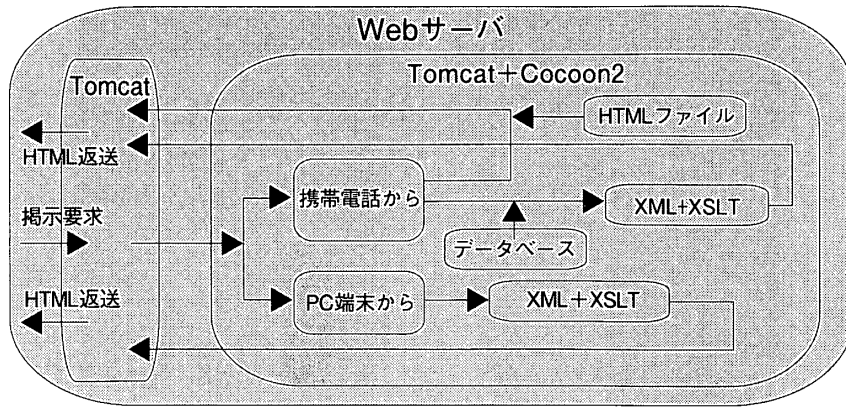 Webサーバ
Tomcat+Cocoon2
Tomcat
HTMLファイル
HTML返送
携帯電話から
XML+XSLT
掲示要求
データベース
HTML返送
PC端末から
XML+XSLT